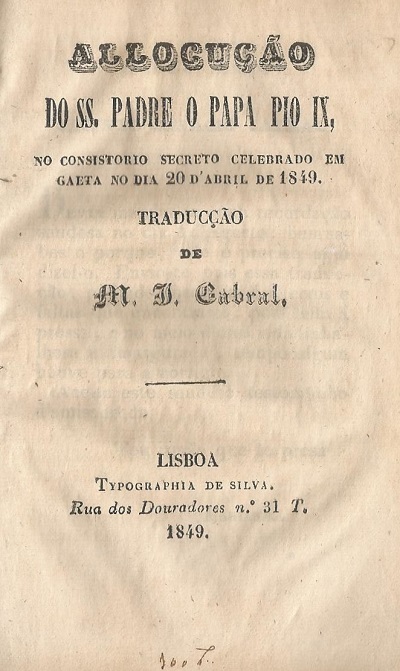 ALLOCUÇÃO
DO SS. PADRE O PAPA PIO IX,
NO CONSISTORIO SECRETO CELEBRADO EM
GAETA NO DIA 20 D'ABRIL DE 1849.
TRADUCÇÃO
DE
M. J. Cabral.
LISBOA
TYPOGRAPHIA DE SILVA.
Rua dos Douradores n.º 31 T.
1849.